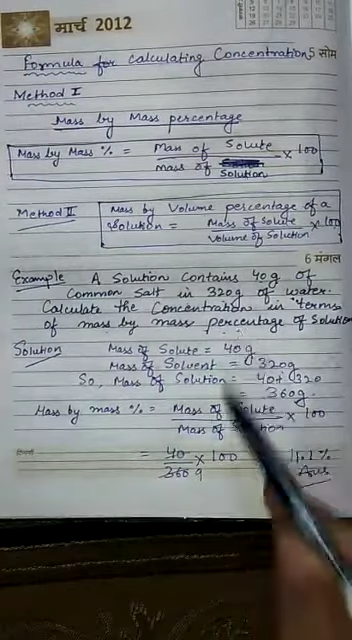 मार्च 2012
Formula for Calculating Concentrations सोम
Method I
Mass by Mass percentage
Mass by Mass % = Mass of Solute × 100
Mass of Solution
Method II
Mass by Volume percentage of a
Solution = Mass of Solute × 100
Volume of Solution
6 मंगल
Example A Solution Contains 40g of
Common Salt in 320g of water.
Calculate the Concentration in terms
of mass by mass percentage of Solution
Solution Mass of Solute = 40g
Mass of Solvent = 320g
So, Mass of Solution = 40+320
= 360g.
Mass by mass % = Mass of Solute × 100
Mass of Solution
= 40 × 100 11.1%
360g Ans